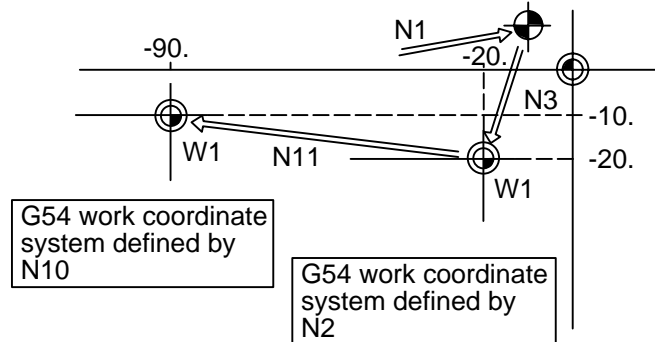 N1
-90.
-20.
N3
-10.
W1
N11
-20.
W1
G54 work coordinate
system defined by
N10
G54 work coordinate
system defined by
N2